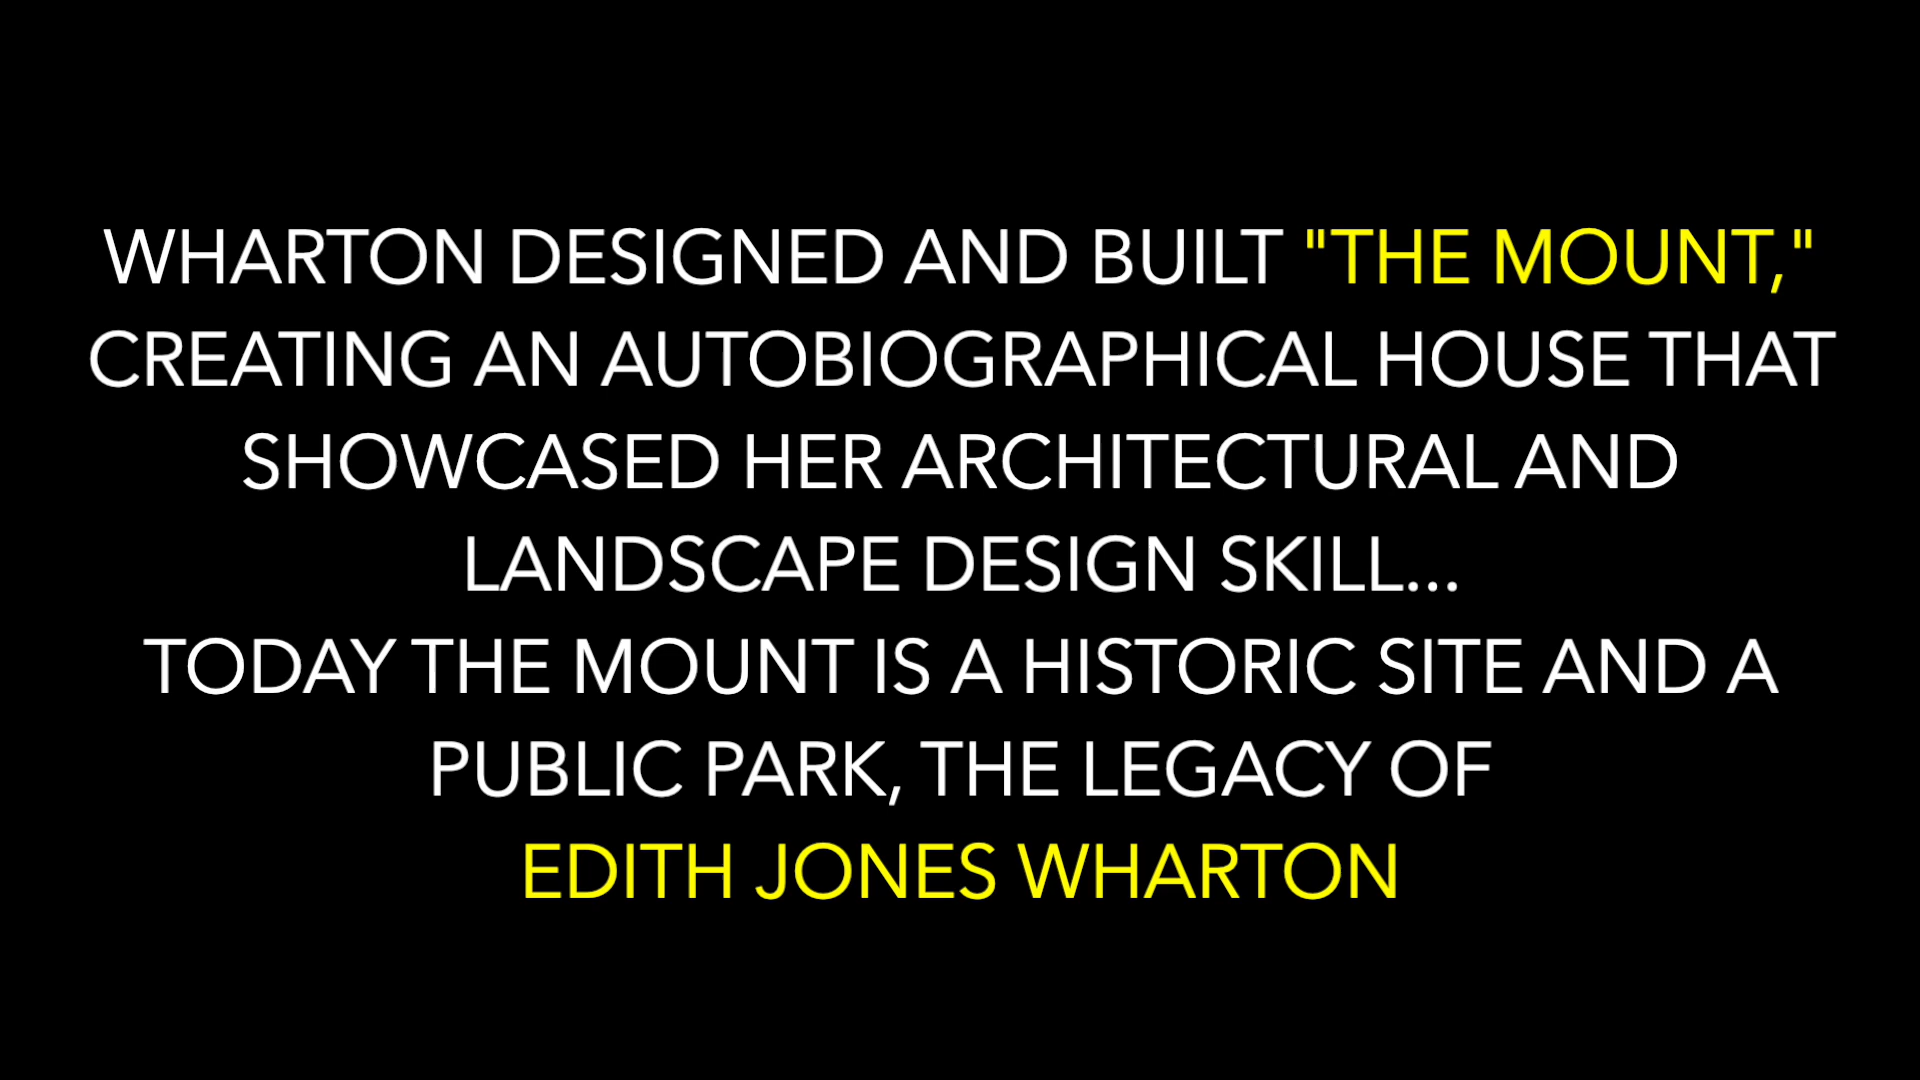 WHARTON DESIGNED AND BUILT "THE MOUNT,"
CREATING AN AUTOBIOGRAPHICAL HOUSE THAT
SHOWCASED HER ARCHITECTURAL AND
LANDSCAPE DESIGN SKILL...
TODAY THE MOUNT IS A HISTORIC SITE AND A
PUBLIC PARK, THE LEGACY OF
EDITH JONES WHARTON